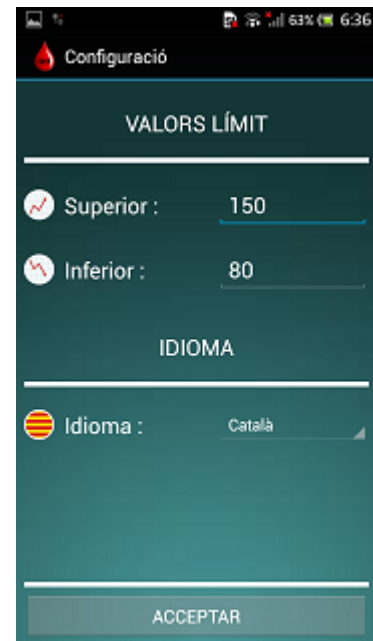 63% 6:36
Configuració
VALORS LÍMIT
Superior : 150
Inferior : 80
IDIOMA
Idioma : Català
ACCEPTAR